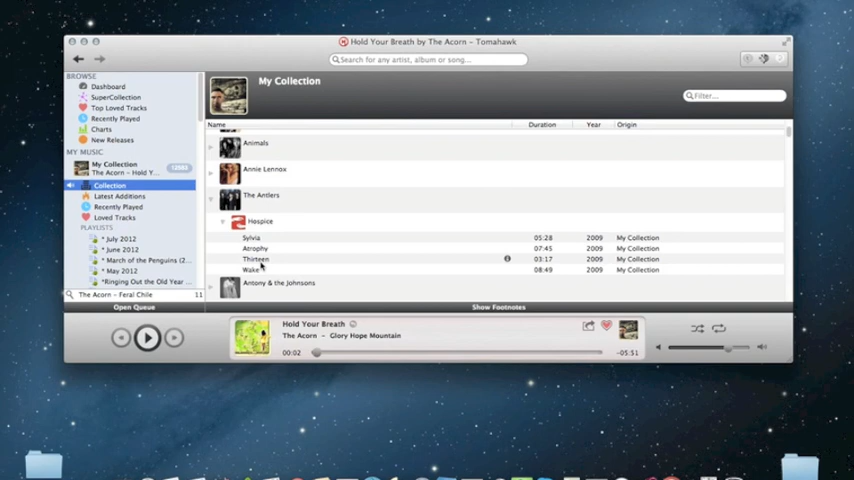 Hold Your Breath by The Acorn - Tomahawk
Search for any artist, album or song...
BROWSE
Dashboard
SuperCollection
Top Loved Tracks
Recently Played
Charts
New Releases
MY MUSIC
My Collection
The Acorn - Hold Y...
Collection
Latest Additions
Recently Played
Loved Tracks
PLAYLISTS
* July 2012
* June 2012
* March of the Penguins (2...
* May 2012
*Ringing Out the Old Year ...
The Acorn - Feral Chile 11
Open Queue
My Collection
Filter...
Name Duration Year Origin
Animals
Annie Lennox
The Antlers
Hospice
Sylvia 05:28 2009 My Collection
Atrophy 07:45 2009 My Collection
Thirteen 03:17 2009 My Collection
Wake 08:49 2009 My Collection
Antony & the Johnsons
Show Footnotes
Hold Your Breath
The Acorn - Glory Hope Mountain
00:02 -05:51